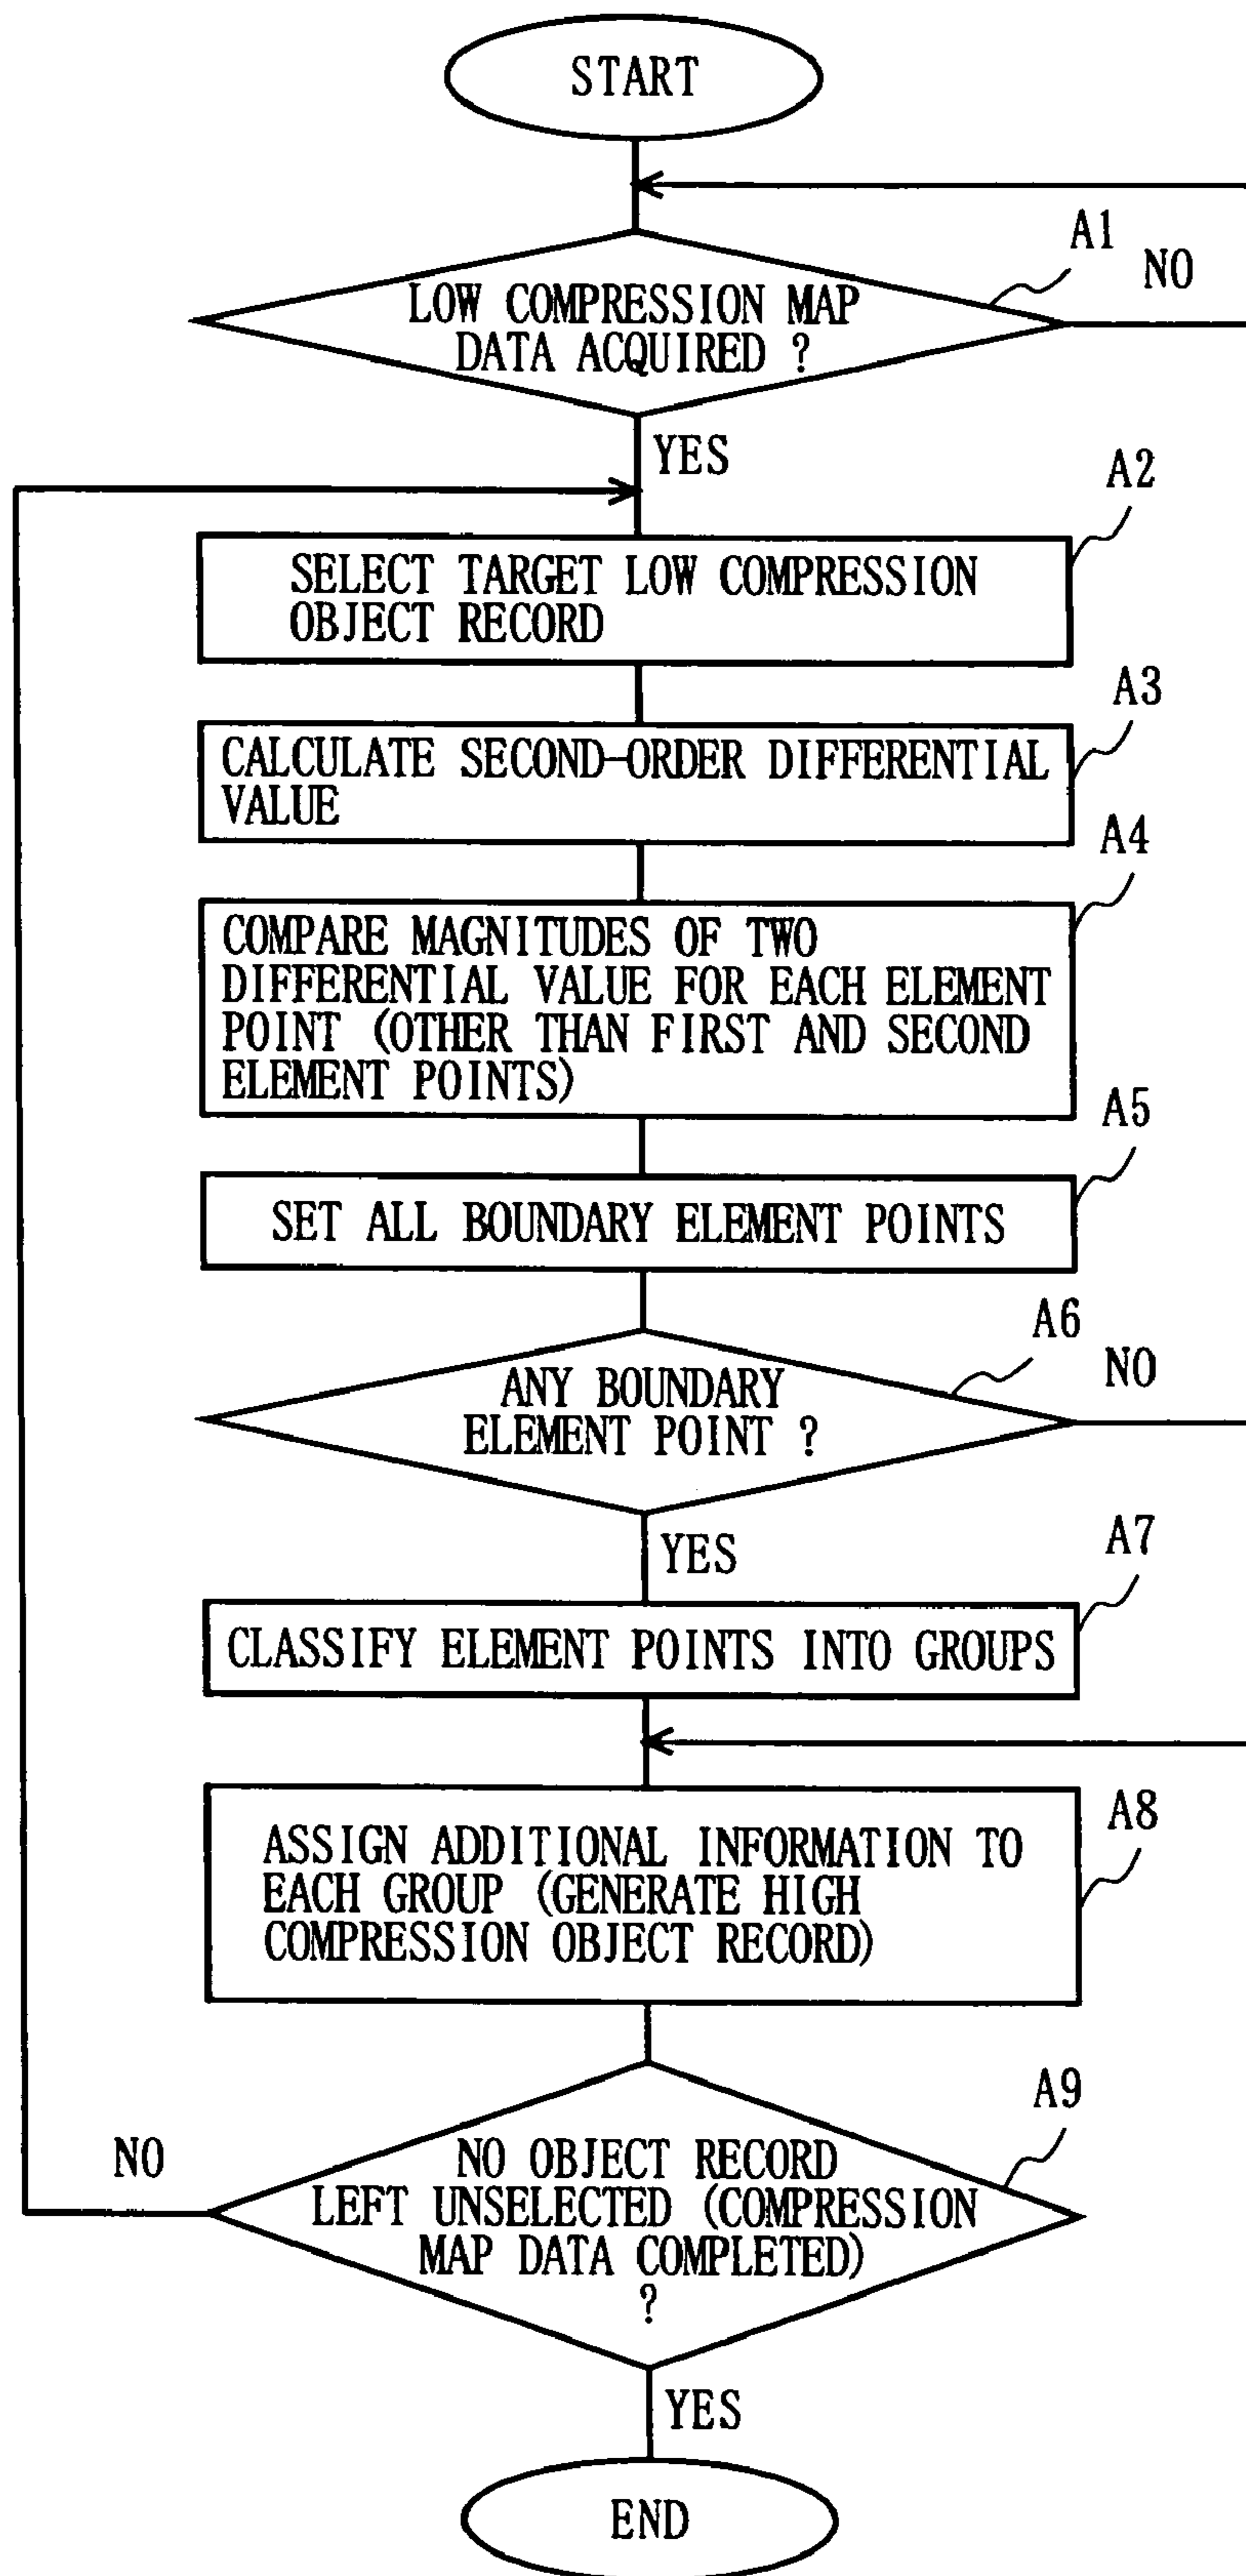 START
A1
NO
LOW COMPRESSION MAP
DATA ACQUIRED ?
YES
A2
SELECT TARGET LOW COMPRESSION
OBJECT RECORD
A3
CALCULATE SECOND-ORDER DIFFERENTIAL
VALUE
A4
COMPARE MAGNITUDES OF TWO
DIFFERENTIAL VALUE FOR EACH ELEMENT
POINT (OTHER THAN FIRST AND SECOND
ELEMENT POINTS)
A5
SET ALL BOUNDARY ELEMENT POINTS
A6
NO
ANY BOUNDARY
ELEMENT POINT ?
YES
A7
CLASSIFY ELEMENT POINTS INTO GROUPS
A8
ASSIGN ADDITIONAL INFORMATION TO
EACH GROUP (GENERATE HIGH
COMPRESSION OBJECT RECORD)
A9
NO
NO OBJECT RECORD
LEFT UNSELECTED (COMPRESSION
MAP DATA COMPLETED)
?
YES
END